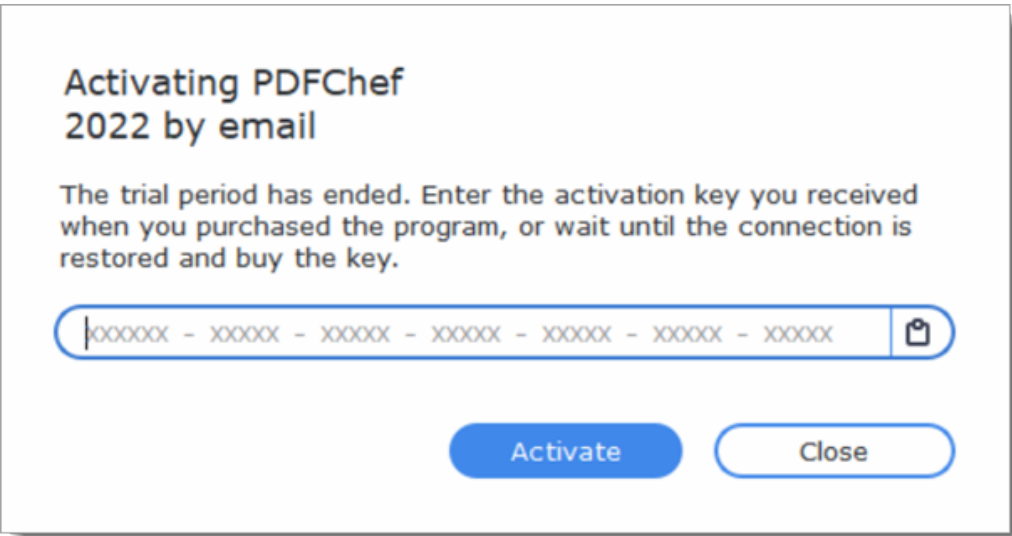 Activating PDFChef
2022 by email
The trial period has ended. Enter the activation key you received
when you purchased the program, or wait until the connection is
restored and buy the key.
xxxxxx - xxxxx - xxxxx - xxxxx - xxxxx - xxxxx - xxxxx
Activate
Close